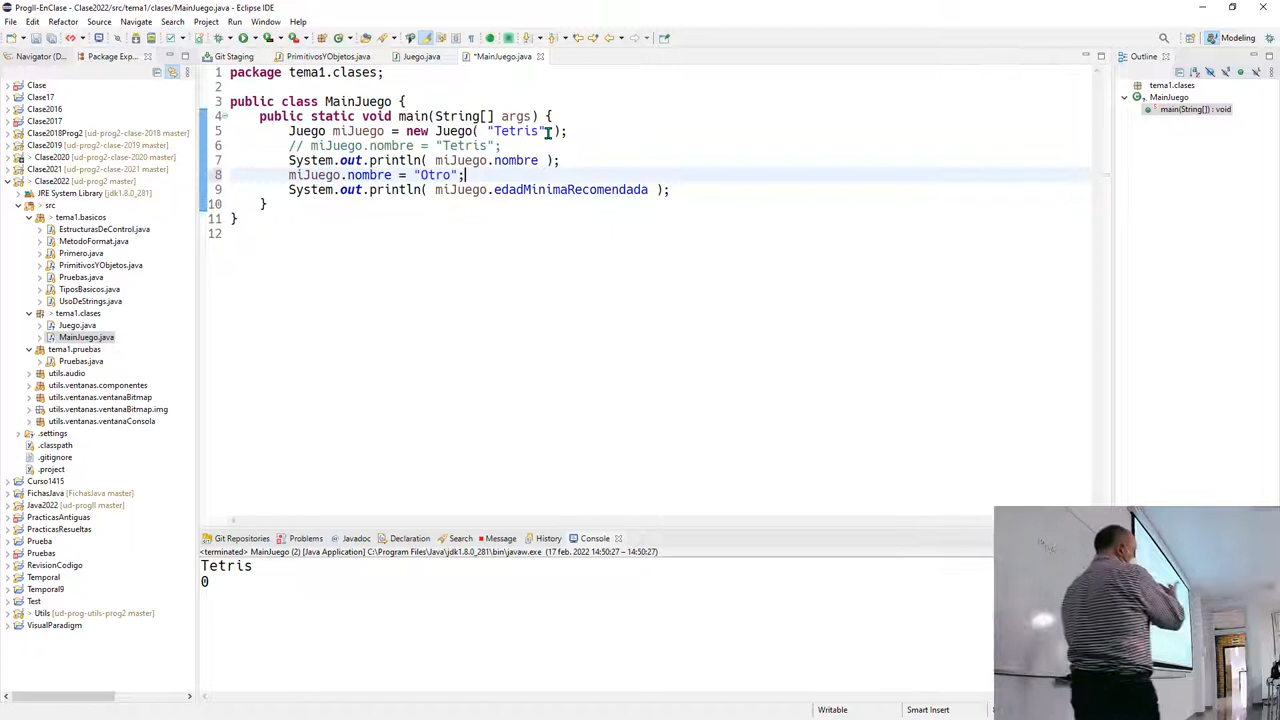 ProgII-EnClase - Clase2022/src/tema1/clases/MainJuego.java - Eclipse IDE
File Edit Refactor Source Navigate Search Project Run Window Help
Modeling
Navigator (D... Package Exp...
Git Staging PrimitivosYObjetos.java Juego.java *MainJuego.java
Outline
Clase
Clase17
Clase2016
Clase2017
Clase2018Prog2 [ud-prog2-clase-2018 master]
> Clase2020 [ud-prog2-clase-2020 master]
Clase2021 [ud-prog2-clase-2021 master]
> Clase2022 [ud-prog2 master]
JRE System Library [jdk1.8.0_281]
> src
> tema1.basicos
EstructurasDeControl.java
MetodoFormat.java
Primero.java
PrimitivosYObjetos.java
Pruebas.java
TiposBasicos.java
UsoDeStrings.java
> tema1.clases
Juego.java
MainJuego.java
tema1.pruebas
Pruebas.java
utils.audio
utils.ventanas.componentes
utils.ventanas.ventanaBitmap
utils.ventanas.ventanaBitmap.img
utils.ventanas.ventanaConsola
.settings
.classpath
.gitignore
.project
Curso1415
FichasJava [FichasJava master]
Java2022 [ud-progII master]
PracticasAntiguas
PracticasResueltas
Prueba
Pruebas
RevisionCodigo
Temporal
Temporal9
Test
> Utils [ud-prog-utils-prog2 master]
VisualParadigm
1 package tema1.clases;
2
3 public class MainJuego {
4 public static void main(String[] args) {
5 Juego miJuego = new Juego( "Tetris" );
6 // miJuego.nombre = "Tetris";
7 System.out.println( miJuego.nombre );
8 miJuego.nombre = "Otro";
9 System.out.println( miJuego.edadMinimaRecomendada );
10 }
11 }
12
tema1.clases
MainJuego
main(String[]) : void
Git Repositories Problems Javadoc Declaration Search Message History Console
<terminated> MainJuego (2) [Java Application] C:\Program Files\Java\jdk1.8.0_281\bin\javaw.exe (17 feb. 2022 14:50:27 - 14:50:27)
Tetris
0
Writable Smart Insert